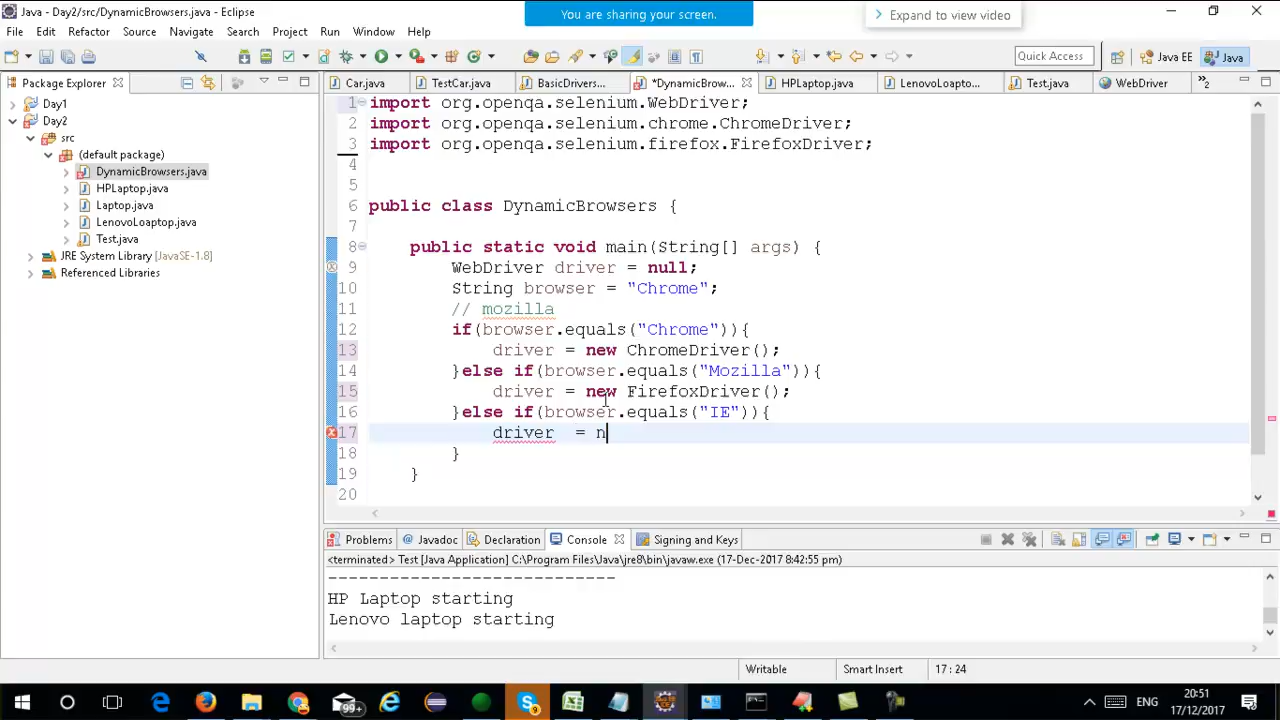 Java - Day2/src/DynamicBrowsers.java - Eclipse
You are sharing your screen.
Expand to view video
File Edit Refactor Source Navigate Search Project Run Window Help
Quick Access
Java EE
Java
Package Explorer
Car.java
TestCar.java
BasicDrivers...
*DynamicBrow...
HPLaptop.java
LenovoLoapto...
Test.java
WebDriver
»2
Day1
Day2
src
(default package)
DynamicBrowsers.java
HPLaptop.java
Laptop.java
LenovoLoaptop.java
Test.java
JRE System Library [JavaSE-1.8]
Referenced Libraries
1 import org.openqa.selenium.WebDriver;
2 import org.openqa.selenium.chrome.ChromeDriver;
3 import org.openqa.selenium.firefox.FirefoxDriver;
4
5
6 public class DynamicBrowsers {
7
8 public static void main(String[] args) {
9 WebDriver driver = null;
10 String browser = "Chrome";
11 // mozilla
12 if(browser.equals("Chrome")){
13 driver = new ChromeDriver();
14 }else if(browser.equals("Mozilla")){
15 driver = new FirefoxDriver();
16 }else if(browser.equals("IE")){
17 driver  = n
18 }
19 }
20
Problems
Javadoc
Declaration
Console
Signing and Keys
<terminated> Test [Java Application] C:\Program Files\Java\jre8\bin\javaw.exe (17-Dec-2017 8:42:55 pm)
----------------------------
HP Laptop starting
Lenovo laptop starting
Writable
Smart Insert
17 : 24
99+
9
ENG
20:51
17/12/2017